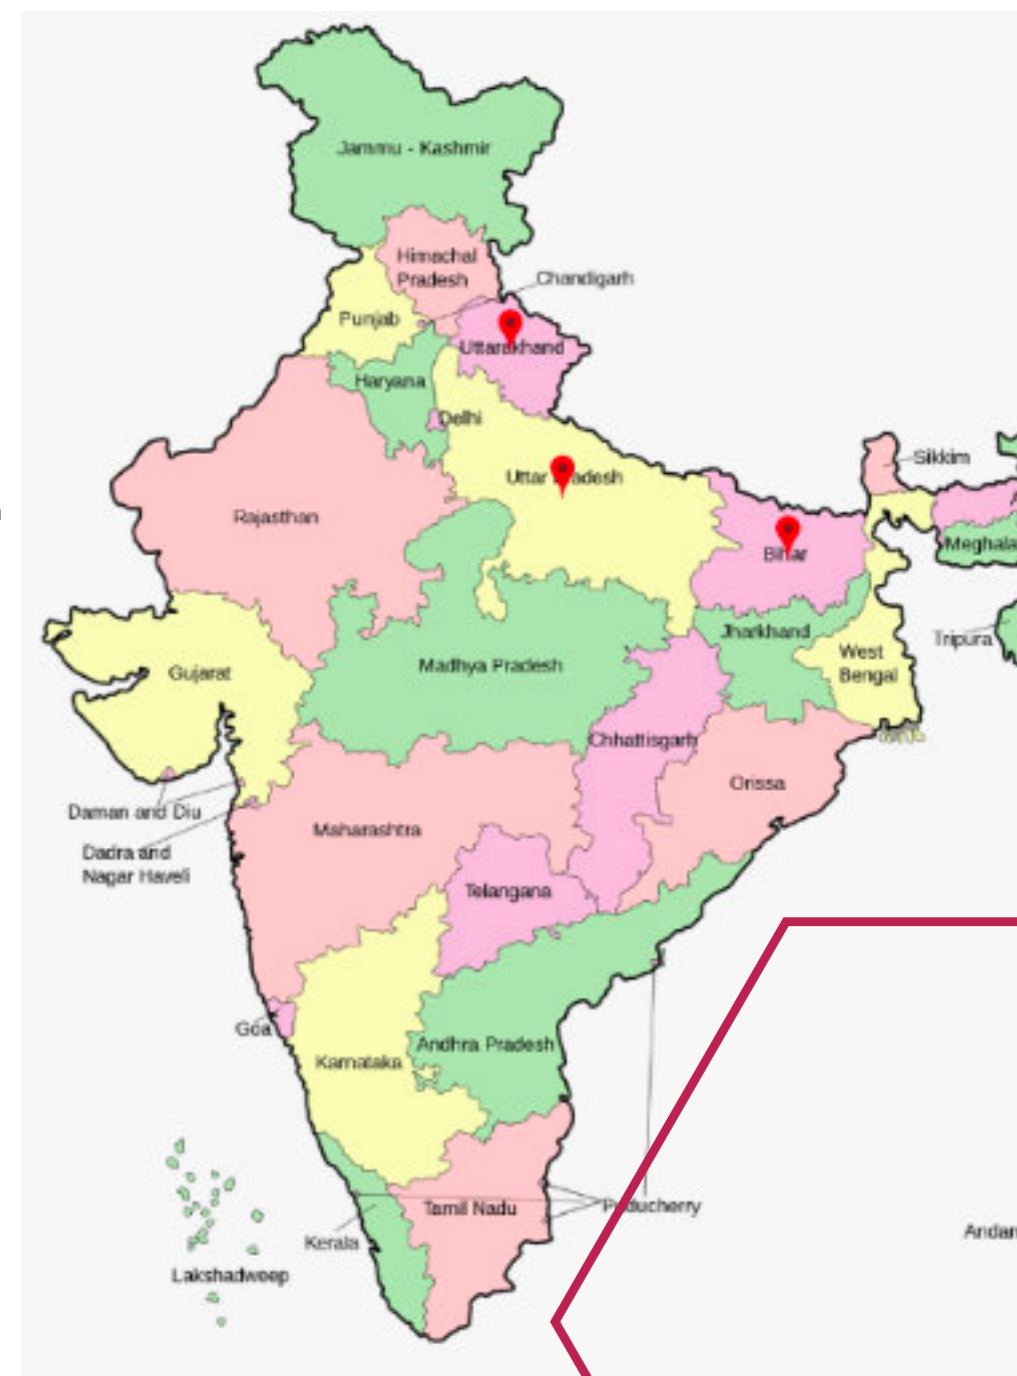 Jammu - Kashmir
Himachal
Pradesh
Chandigarh
Punjab
Uttarakhand
Haryana
Delhi
Sikkim
Uttar Pradesh
Rajasthan
Meghala
Bihar
Jharkhand
Tripura
West
Bengal
Madhya Pradesh
Gujarat
Chhattisgarh
Orissa
Daman and Diu
Maharashtra
Dadra and
Nagar Haveli
Telangana
Goa
Andhra Pradesh
Karnataka
Tamil Nadu
Puducherry
Andan
Kerala
Lakshadweep